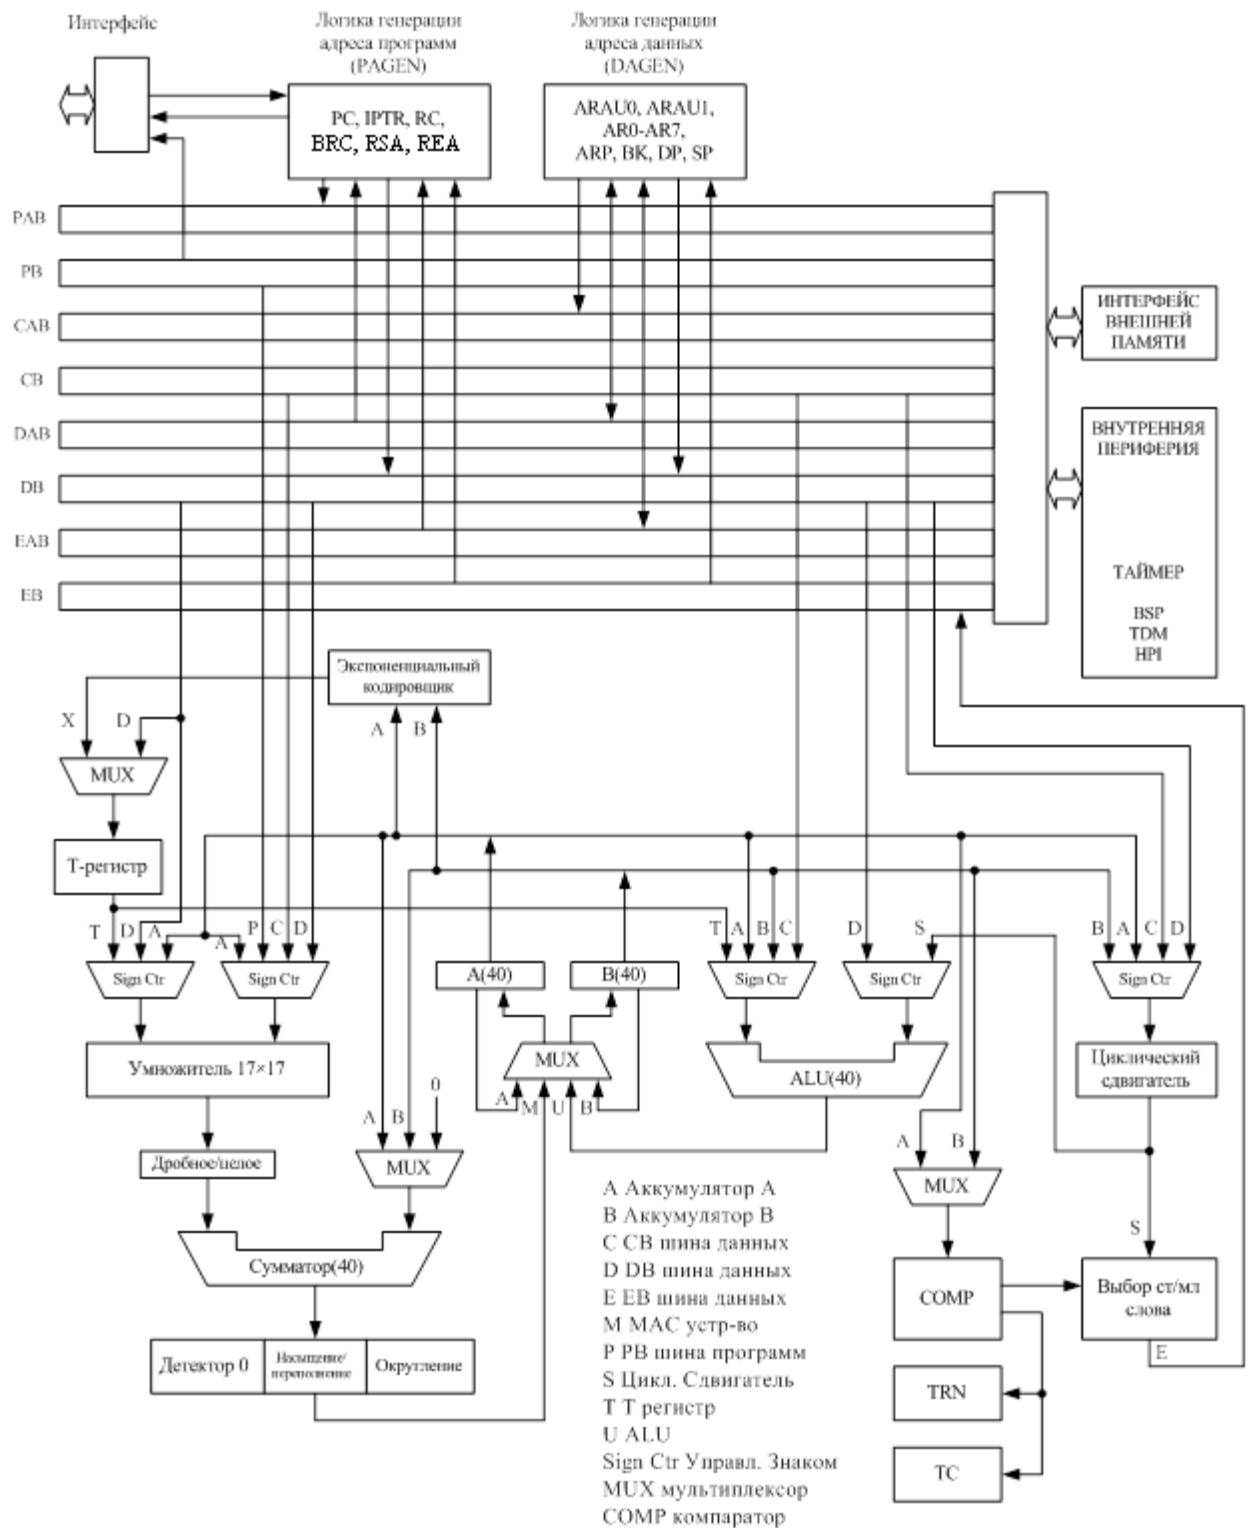 Интерфейс
Логика генерации
адреса программ
(PAGEN)
Логика генерации
адреса данных
(DAGEN)
PC, IPTR, RC,
BRC, RSA, REA
ARAU0, ARAU1,
AR0-AR7,
ARP, BK, DP, SP
PAB
PB
CAB
CB
DAB
DB
EAB
EB
ИНТЕРФЕЙС
ВНЕШНЕЙ
ПАМЯТИ
ВНУТРЕННЯЯ
ПЕРИФЕРИЯ
ТАЙМЕР
BSP
TDM
HPI
Экспоненциальный
кодировщик
X
D
A
B
MUX
Т-регистр
T
D
A
A
P
C
D
T
A
B
C
D
S
B
A
C
D
Sign Ctr
Sign Ctr
A(40)
B(40)
Sign Ctr
Sign Ctr
Sign Ctr
Умножитель 17×17
MUX
ALU(40)
Циклический
сдвигатель
A
M
U
B
0
A
B
A
B
Дробное/целое
MUX
MUX
S
Сумматор(40)
COMP
Выбор ст/мл
слова
E
Детектор 0
Насыщение/
переполнение
Округление
TRN
TC
A Аккумулятор A
B Аккумулятор B
C CB шина данных
D DB шина данных
E EB шина данных
M MAC устр-во
P PB шина программ
S Цикл. Сдвигатель
T T регистр
U ALU
Sign Ctr Управл. Знаком
MUX мультиплексор
COMP компаратор